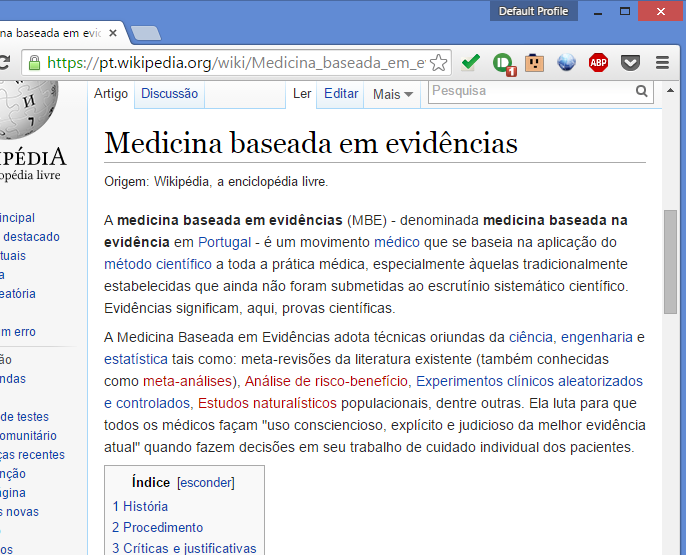 Default Profile
na baseada em evid
https://pt.wikipedia.org/wiki/Medicina_baseada_em_e
1
ABP
IPÉDIA
lopédia livre
Artigo Discussão Ler Editar Mais Pesquisa
Medicina baseada em evidências
Origem: Wikipédia, a enciclopédia livre.
A medicina baseada em evidências (MBE) - denominada medicina baseada na
evidência em Portugal - é um movimento médico que se baseia na aplicação do
método científico a toda a prática médica, especialmente àquelas tradicionalmente
estabelecidas que ainda não foram submetidas ao escrutínio sistemático científico.
Evidências significam, aqui, provas científicas.
A Medicina Baseada em Evidências adota técnicas oriundas da ciência, engenharia e
estatística tais como: meta-revisões da literatura existente (também conhecidas
como meta-análises), Análise de risco-benefício, Experimentos clínicos aleatorizados
e controlados, Estudos naturalísticos populacionais, dentre outras. Ela luta para que
todos os médicos façam "uso consciencioso, explícito e judicioso da melhor evidência
atual" quando fazem decisões em seu trabalho de cuidado individual dos pacientes.
Índice [esconder]
1 História
2 Procedimento
3 Críticas e justificativas
incipal
destacado
tuais
a
eatória
m erro
ão
ndas
de testes
omunitário
ças recentes
nção
ágina
s novas
os